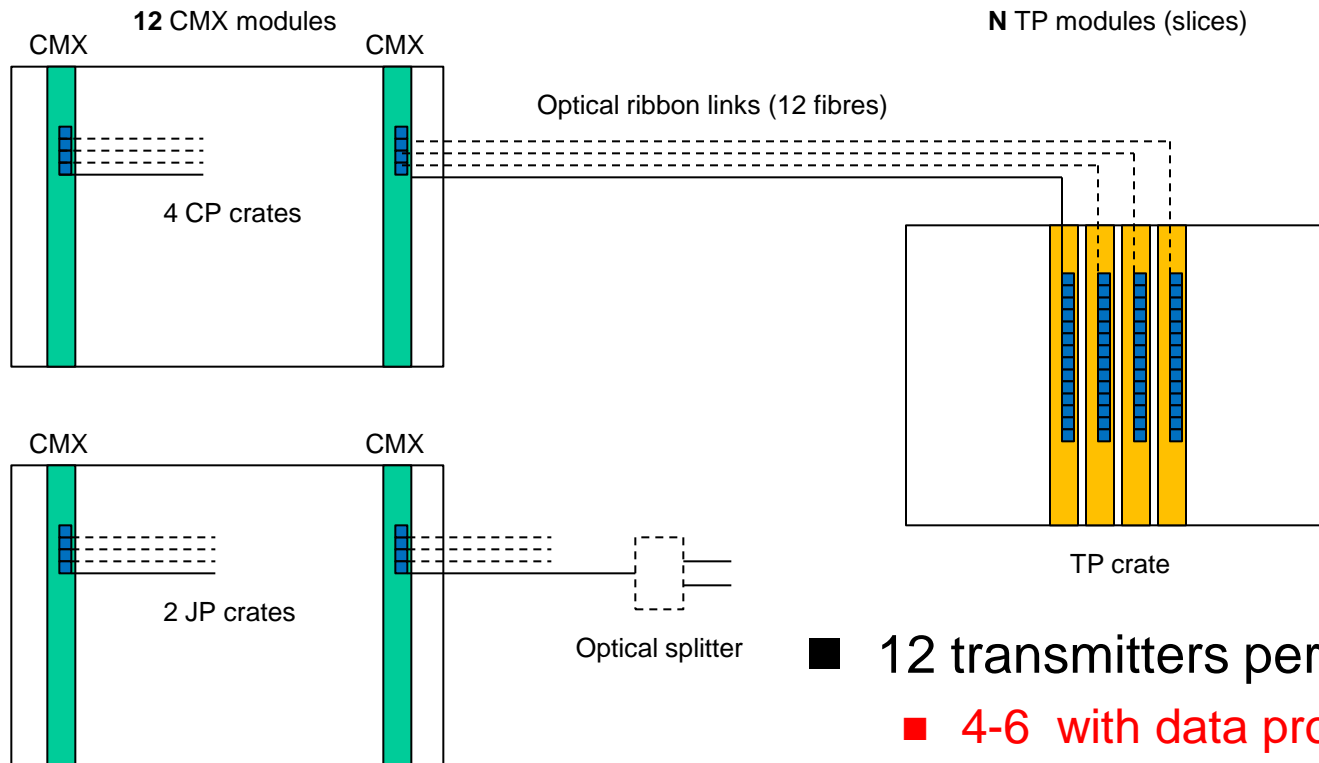 12 CMX modules
N TP modules (slices)
CMX
CMX
Optical ribbon links (12 fibres)
4 CP crates
CMX
CMX
TP crate
2 JP crates
Optical splitter
12 transmitters per
4-6 with data pro